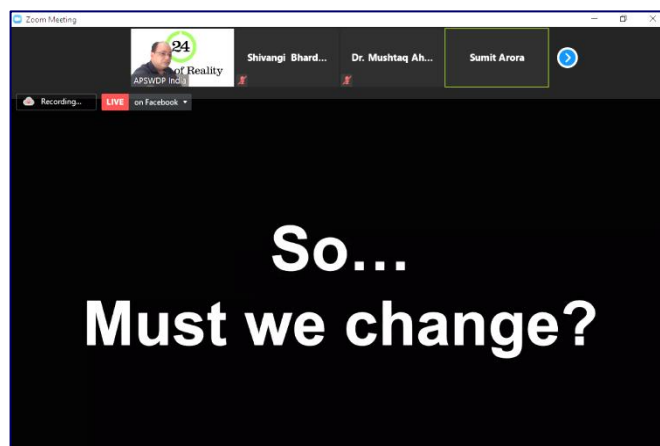 Zoom Meeting
24
of Reality
APSWDP India
Shivangi Bhard...
Dr. Mushtaq Ah...
Sumit Arora
Recording...
LIVE on Facebook
So...
Must we change?